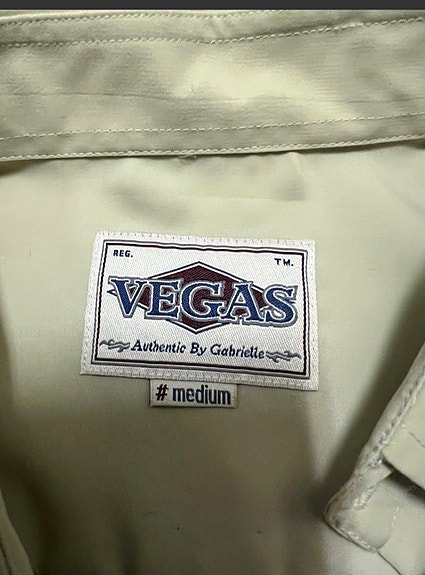 REG. TM.
VEGAS
Authentic By Gabrielle
# medium